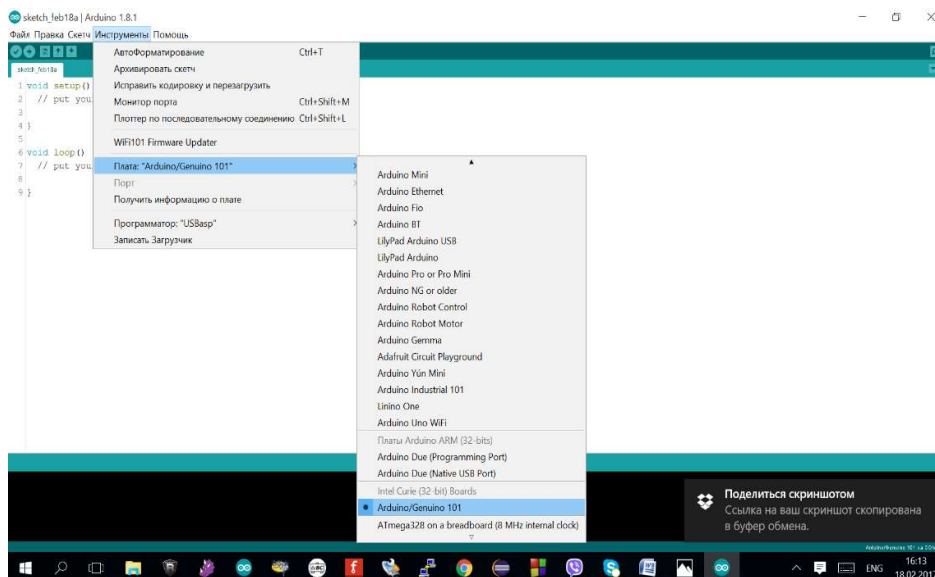 sketch_feb18a | Arduino 1.8.1
Файл Правка Скетч Инструменты Помощь
sketch_feb18a
1 void setup()
2 // put you
3
4 }
5
6 void loop()
7 // put you
8
9 }
АвтоФорматирование Ctrl+T
Архивировать скетч
Исправить кодировку и перезагрузить
Монитор порта Ctrl+Shift+M
Плоттер по последовательному соединению Ctrl+Shift+L
WiFi101 Firmware Updater
Плата: "Arduino/Genuino 101"
Порт
Получить информацию о плате
Программатор: "USBasp"
Записать Загрузчик
Arduino Mini
Arduino Ethernet
Arduino Fio
Arduino BT
LilyPad Arduino USB
LilyPad Arduino
Arduino Pro or Pro Mini
Arduino NG or older
Arduino Robot Control
Arduino Robot Motor
Arduino Gemma
Adafruit Circuit Playground
Arduino Yún Mini
Arduino Industrial 101
Linino One
Arduino Uno WiFi
Платы Arduino ARM (32-bits)
Arduino Due (Programming Port)
Arduino Due (Native USB Port)
Intel Curie (32-bit) Boards
Arduino/Genuino 101
ATmega328 on a breadboard (8 MHz internal clock)
Поделиться скриншотом
Ссылка на ваш скриншот скопирована
в буфер обмена.
Arduino/Genuino 101 на COM
ENG
16:13
18.02.2017